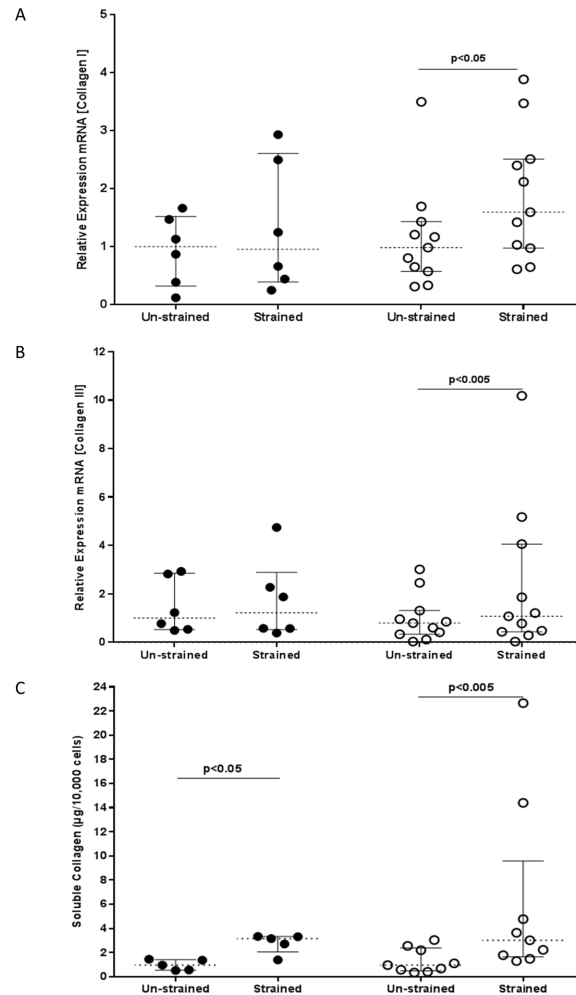 A
Relative Expression mRNA [Collagen I]
5
4
3
2
1
0
p<0.05
Un-strained Strained Un-strained Strained
B
Relative Expression mRNA [Collagen III]
12
10
8
6
4
2
0
p<0.005
Un-strained Strained Un-strained Strained
C
Soluble Collagen (µg/10,000 cells)
24
22
20
18
16
14
12
10
8
6
4
2
0
p<0.05
p<0.005
Un-strained Strained Un-strained Strained